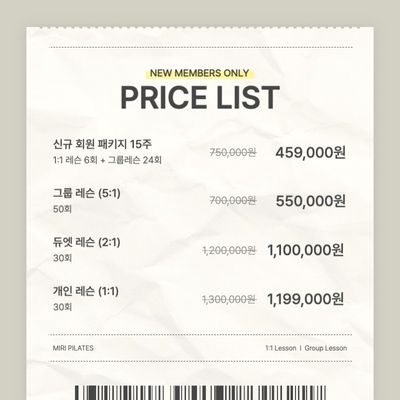 NEW MEMBERS ONLY
PRICE LIST
신규 회원 패키지 15주
1:1 레슨 6회 + 그룹레슨 24회
750,000원 459,000원
그룹 레슨 (5:1)
50회
700,000원 550,000원
듀엣 레슨 (2:1)
30회
1,200,000원 1,100,000원
개인 레슨 (1:1)
30회
1,300,000원 1,199,000원
MIRI PILATES 1:1 Lesson I Group Lesson